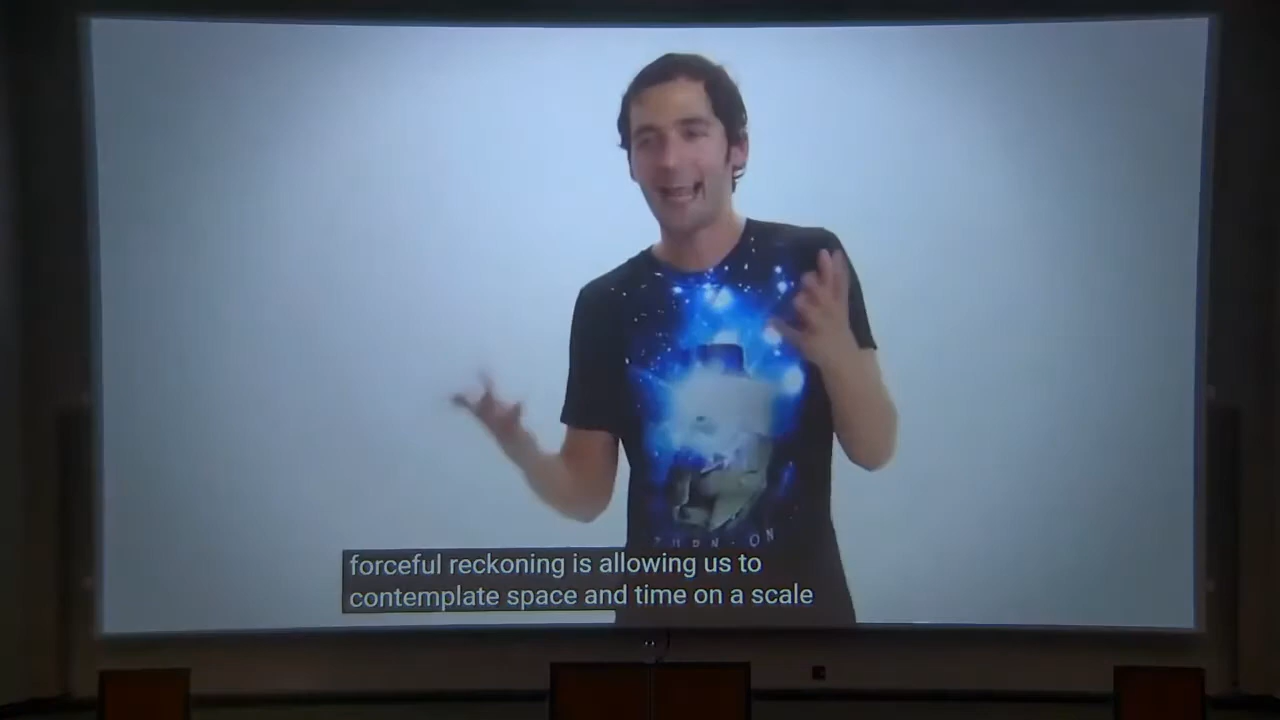 forceful reckoning is allowing us to
contemplate space and time on a scale